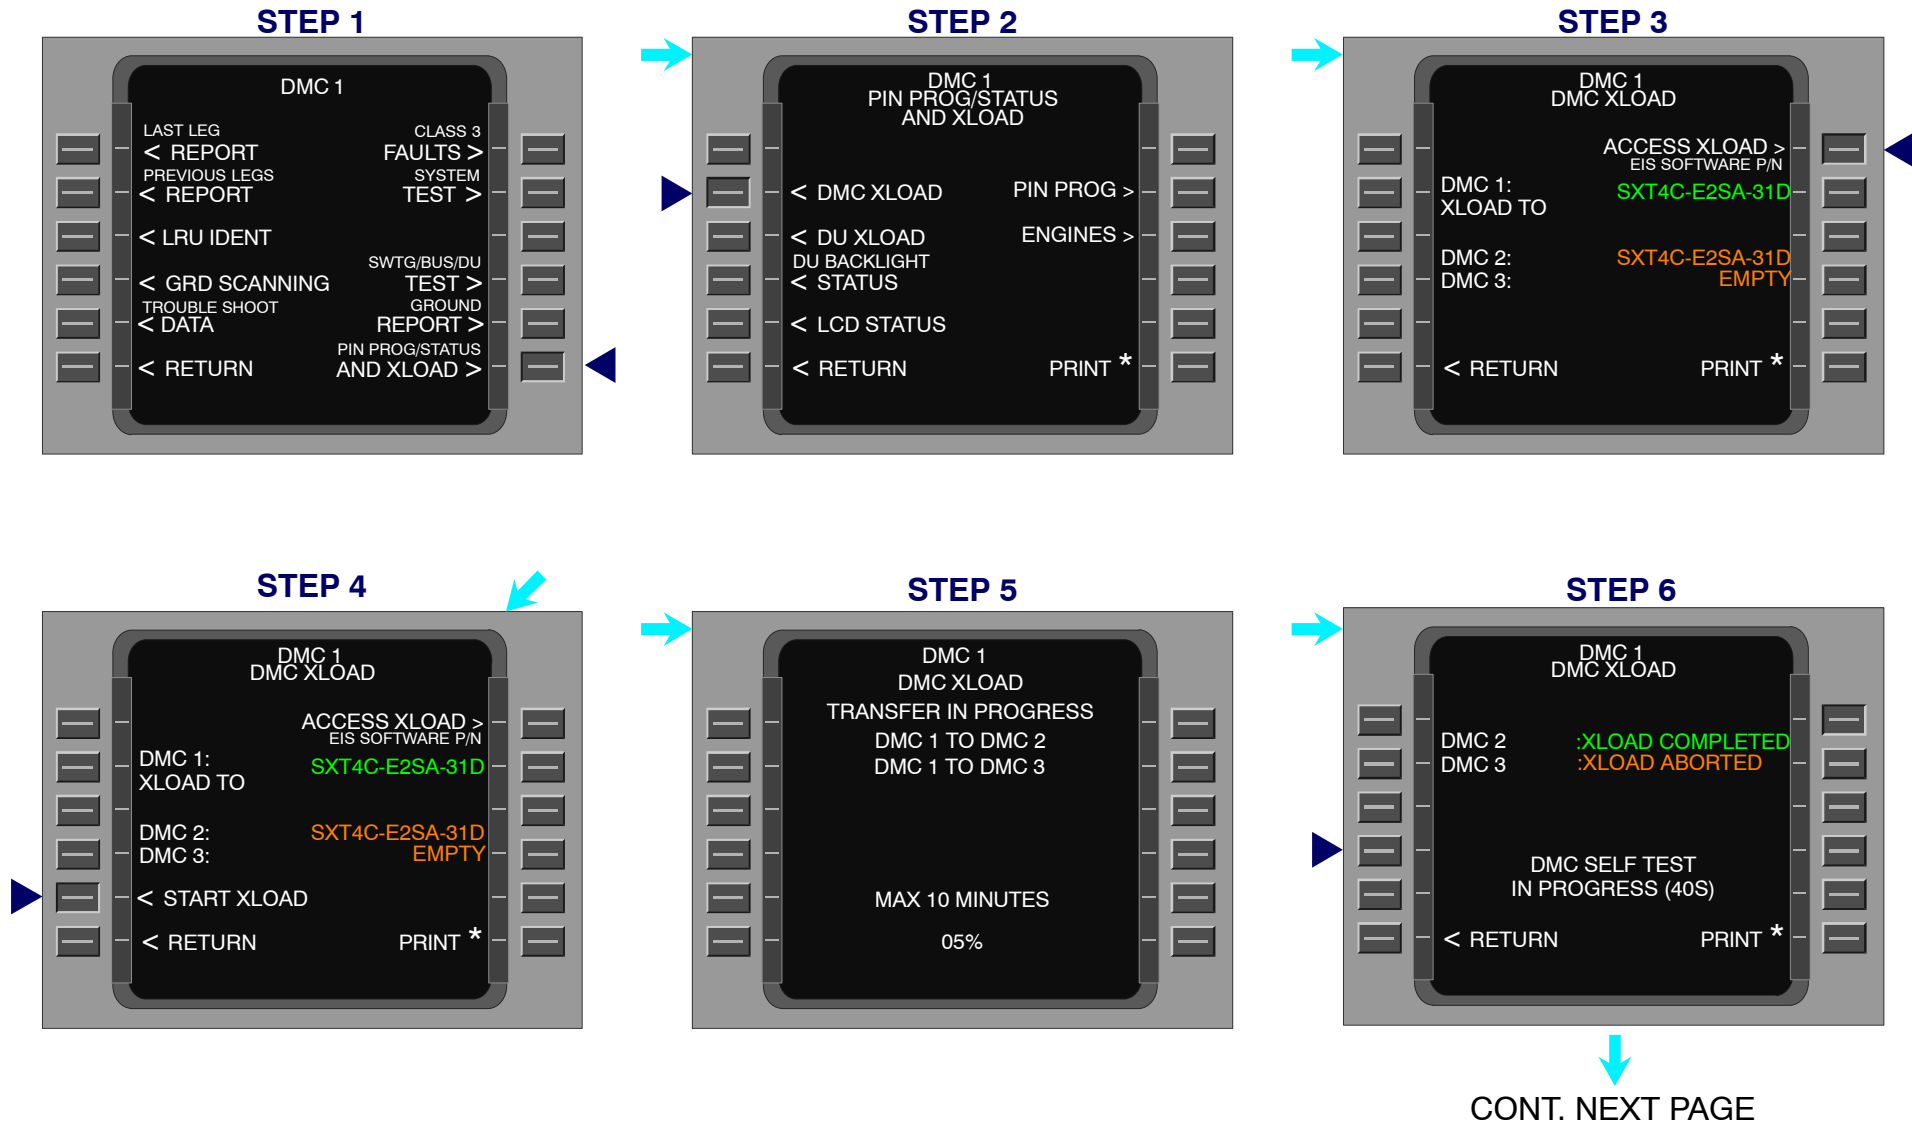 STEP 1
DMC 1
LAST LEG CLASS 3
< REPORT FAULTS >
PREVIOUS LEGS SYSTEM
< REPORT TEST >
< LRU IDENT
SWTG/BUS/DU
< GRD SCANNING TEST >
TROUBLE SHOOT GROUND
< DATA REPORT >
PIN PROG/STATUS
< RETURN AND XLOAD >
STEP 2
DMC 1
PIN PROG/STATUS
AND XLOAD
< DMC XLOAD PIN PROG >
< DU XLOAD ENGINES >
DU BACKLIGHT
< STATUS
< LCD STATUS
< RETURN PRINT *
STEP 3
DMC 1
DMC XLOAD
ACCESS XLOAD >
EIS SOFTWARE P/N
DMC 1: SXT4C-E2SA-31D
XLOAD TO
DMC 2: SXT4C-E2SA-31D
DMC 3: EMPTY
< RETURN PRINT *
STEP 4
DMC 1
DMC XLOAD
ACCESS XLOAD >
EIS SOFTWARE P/N
DMC 1: SXT4C-E2SA-31D
XLOAD TO
DMC 2: SXT4C-E2SA-31D
DMC 3: EMPTY
< START XLOAD
< RETURN PRINT *
STEP 5
DMC 1
DMC XLOAD
TRANSFER IN PROGRESS
DMC 1 TO DMC 2
DMC 1 TO DMC 3
MAX 10 MINUTES
05%
STEP 6
DMC 1
DMC XLOAD
DMC 2 :XLOAD COMPLETED
DMC 3 :XLOAD ABORTED
DMC SELF TEST
IN PROGRESS (40S)
< RETURN PRINT *
CONT. NEXT PAGE